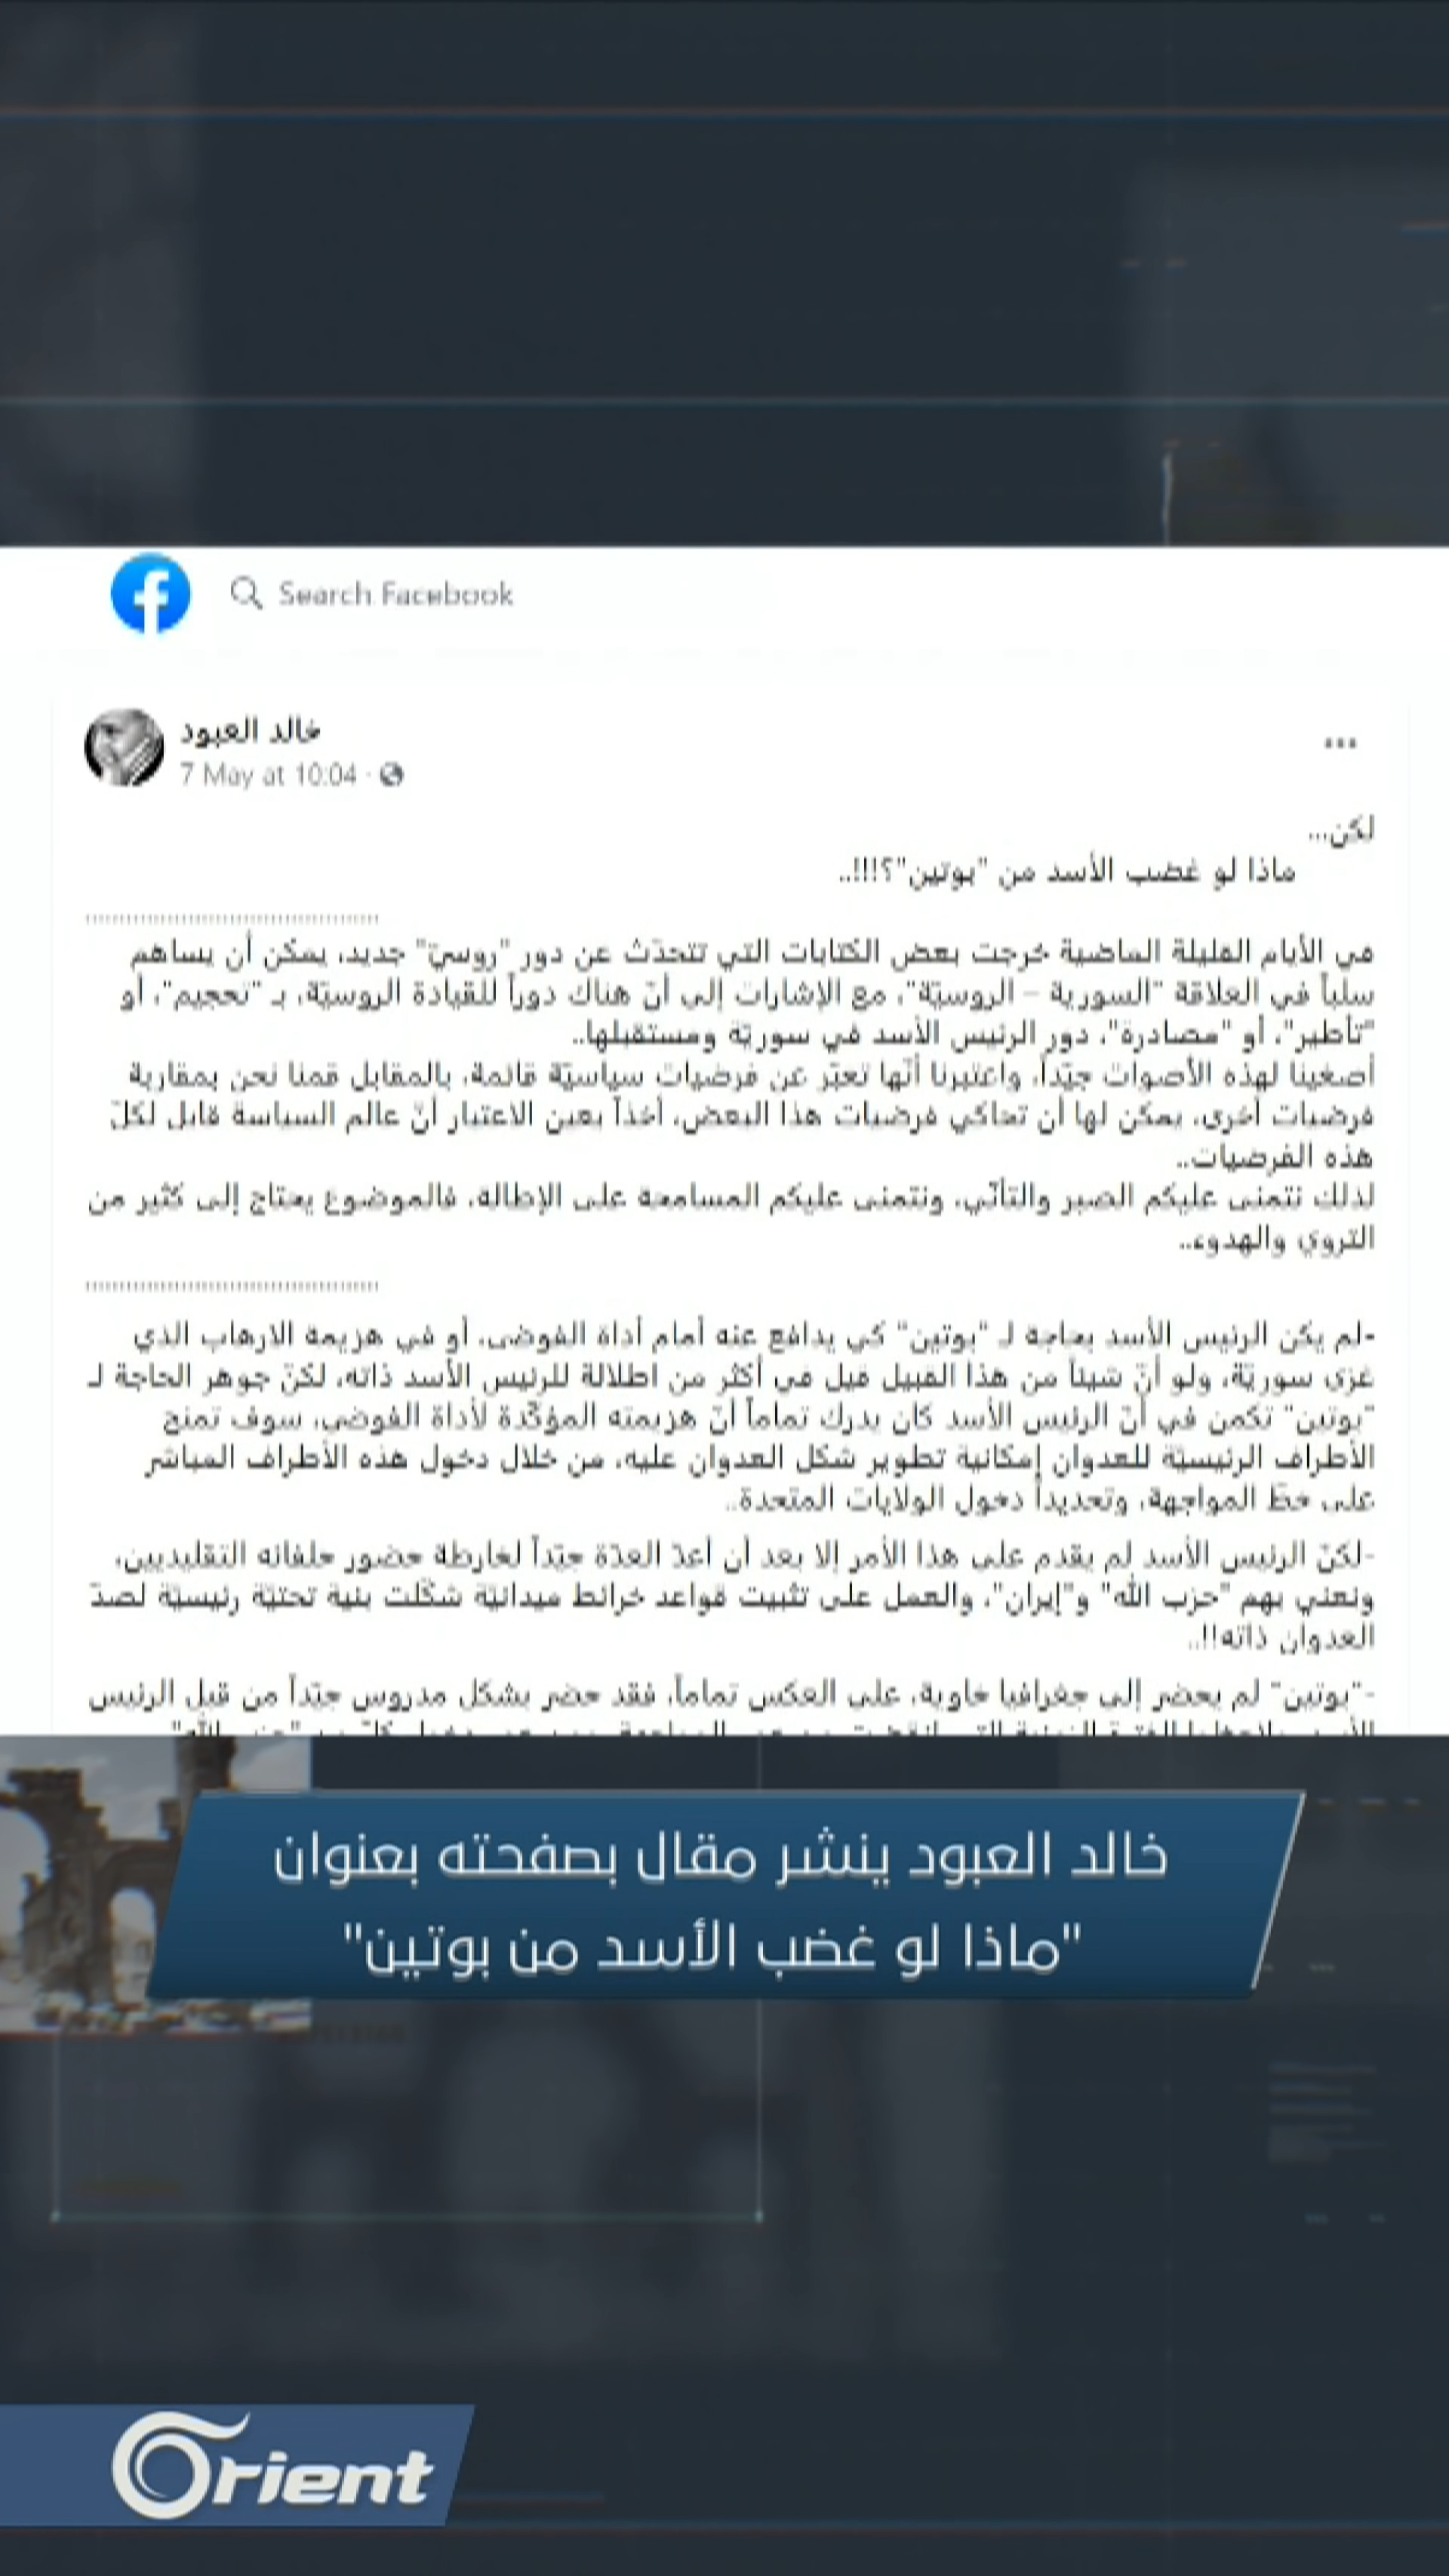 Search Facebook
خالد العبود
7 May at 10:04
لكن...
ماذا لو غضب الأسد من "بوتين"؟!!!..
في الأيام القليلة الماضية خرجت بعض الكتابات التي تتحدّث عن دور "روسيّ" جديد، يمكن أن يساهم
سلباً في العلاقة "السورية – الروسيّة"، مع الإشارات إلى أنّ هناك دوراً للقيادة الروسيّة، بـ "تحجيم"، أو
"تأطير"، أو "مصادرة"، دور الرئيس الأسد في سوريّة ومستقبلها..
أصغينا لهذه الأصوات جيّداً، واعتبرنا أنّها تعبّر عن فرضيات سياسيّة قائمة، بالمقابل قمنا نحن بمقاربة
فرضيات أخرى، يمكن لها أن تحاكي فرضيات هذا البعض، أخذاً بعين الاعتبار أنّ عالم السياسة قابل لكلّ
هذه الفرضيات..
لذلك نتمنى عليكم الصبر والتأنّي، ونتمنى عليكم المسامحة على الإطالة، فالموضوع يحتاج إلى كثير من
التروي والهدوء..
-لم يكن الرئيس الأسد بحاجة لـ "بوتين" كي يدافع عنه أمام أداة الفوضى، أو في هزيمة الارهاب الذي
غزى سوريّة، ولو أنّ شيئاً من هذا القبيل قيل في أكثر من اطلالة للرئيس الأسد ذاته، لكنّ جوهر الحاجة لـ
"بوتين" تكمن في أنّ الرئيس الأسد كان يدرك تماماً أنّ هزيمته المؤكّدة لأداة الفوضى، سوف تمنح
الأطراف الرئيسيّة للعدوان إمكانية تطوير شكل العدوان عليه، من خلال دخول هذه الأطراف المباشر
على خطّ المواجهة، وتحديداً دخول الولايات المتحدة..
-لكنّ الرئيس الأسد لم يقدم على هذا الأمر إلا بعد أن أعدّ العدّة جيّداً لخارطة حضور حلفائه التقليديين،
ونعني بهم "حزب الله" و"إيران"، والعمل على تثبيت قواعد خرائط ميدانيّة شكّلت بنية تحتيّة رئيسيّة لصدّ
العدوان ذاته!!..
-"بوتين" لم يحضر إلى جغرافيا خاوية، على العكس تماماً، فقد حضر بشكل مدروس جيّداً من قبل الرئيس
خالد العبود ينشر مقال بصفحته بعنوان
"ماذا لو غضب الأسد من بوتين"
Orient